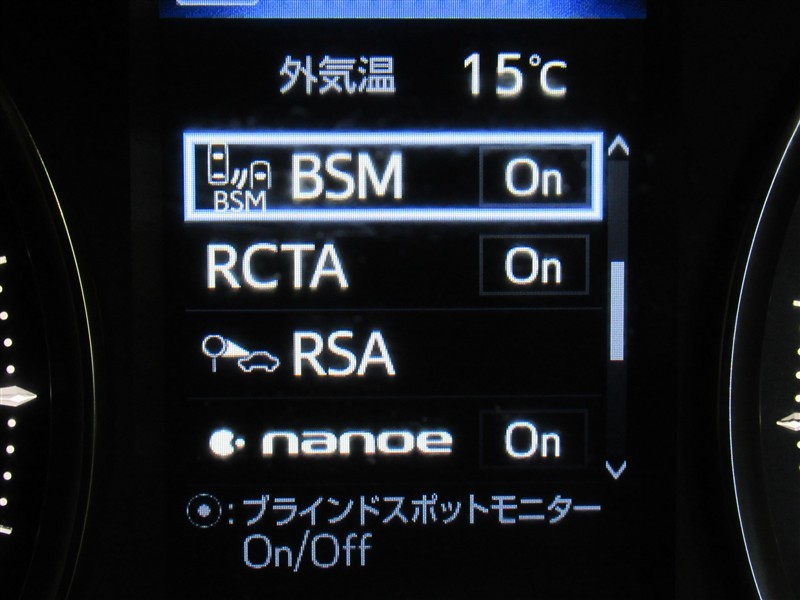 外気温 15℃
BSM BSM On
RCTA On
RSA
nanoe On
:ブラインドスポットモニター
On/Off